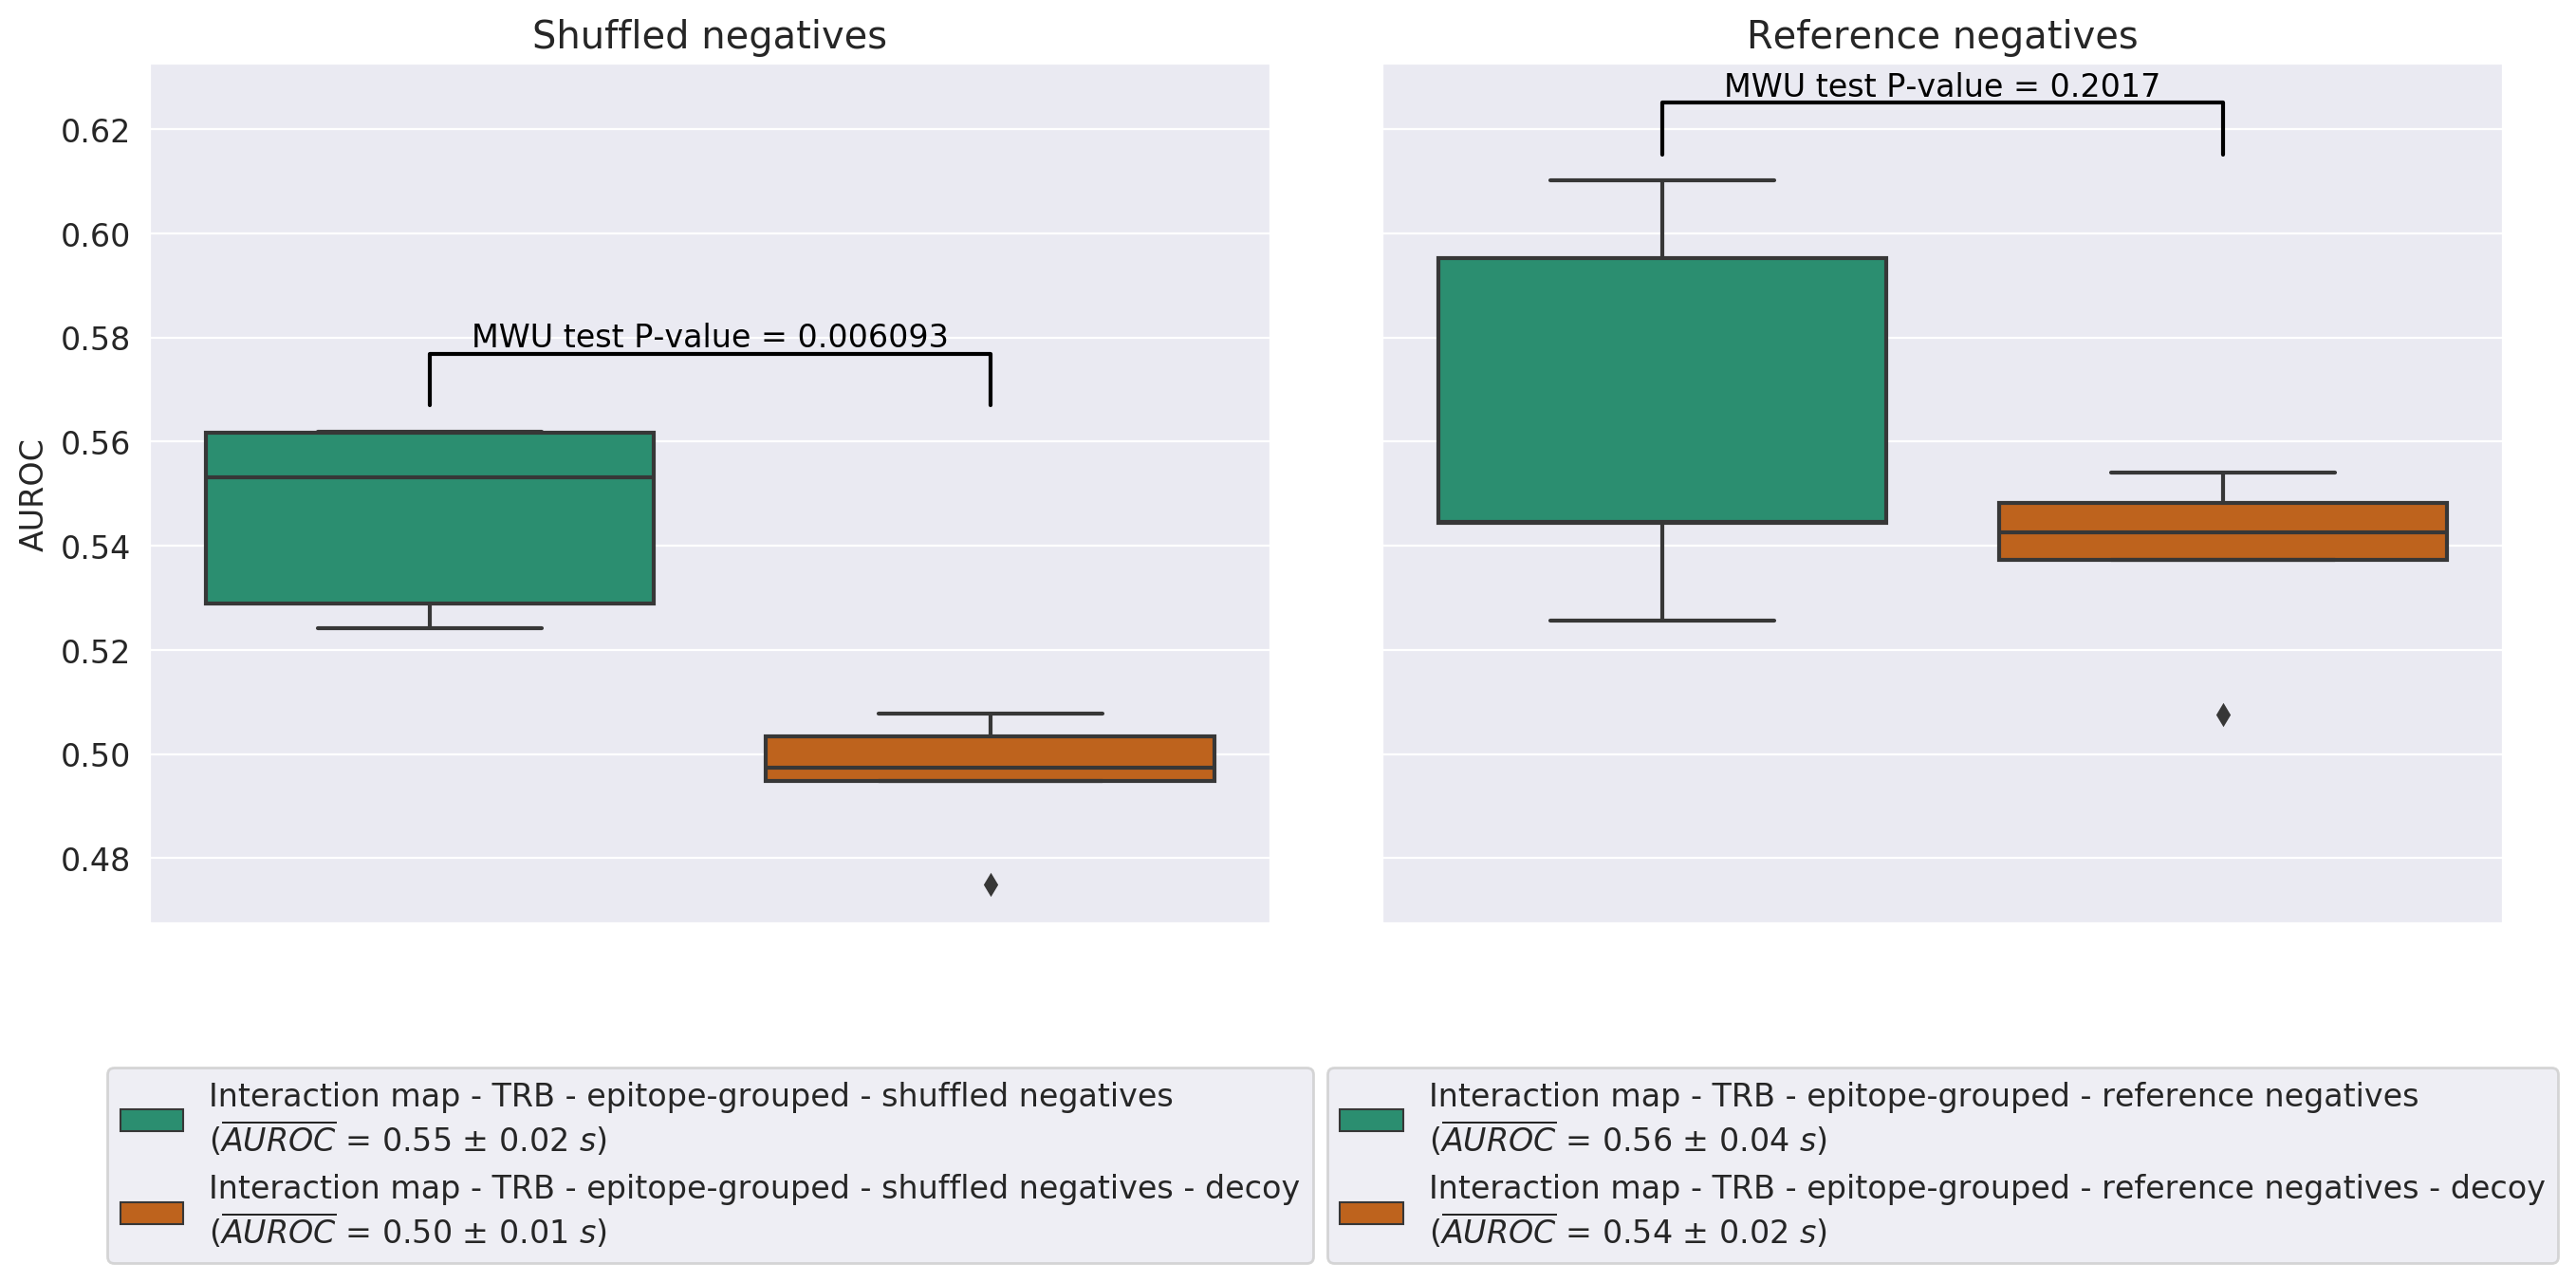 Shuffled negatives
Reference negatives
MWU test P-value = 0.006093
MWU test P-value = 0.2017
AUROC
0.62
0.60
0.58
0.56
0.54
0.52
0.50
0.48
Interaction map - TRB - epitope-grouped - shuffled negatives
(AUROC = 0.55 ± 0.02 s)
Interaction map - TRB - epitope-grouped - shuffled negatives - decoy
(AUROC = 0.50 ± 0.01 s)
Interaction map - TRB - epitope-grouped - reference negatives
(AUROC = 0.56 ± 0.04 s)
Interaction map - TRB - epitope-grouped - reference negatives - decoy
(AUROC = 0.54 ± 0.02 s)